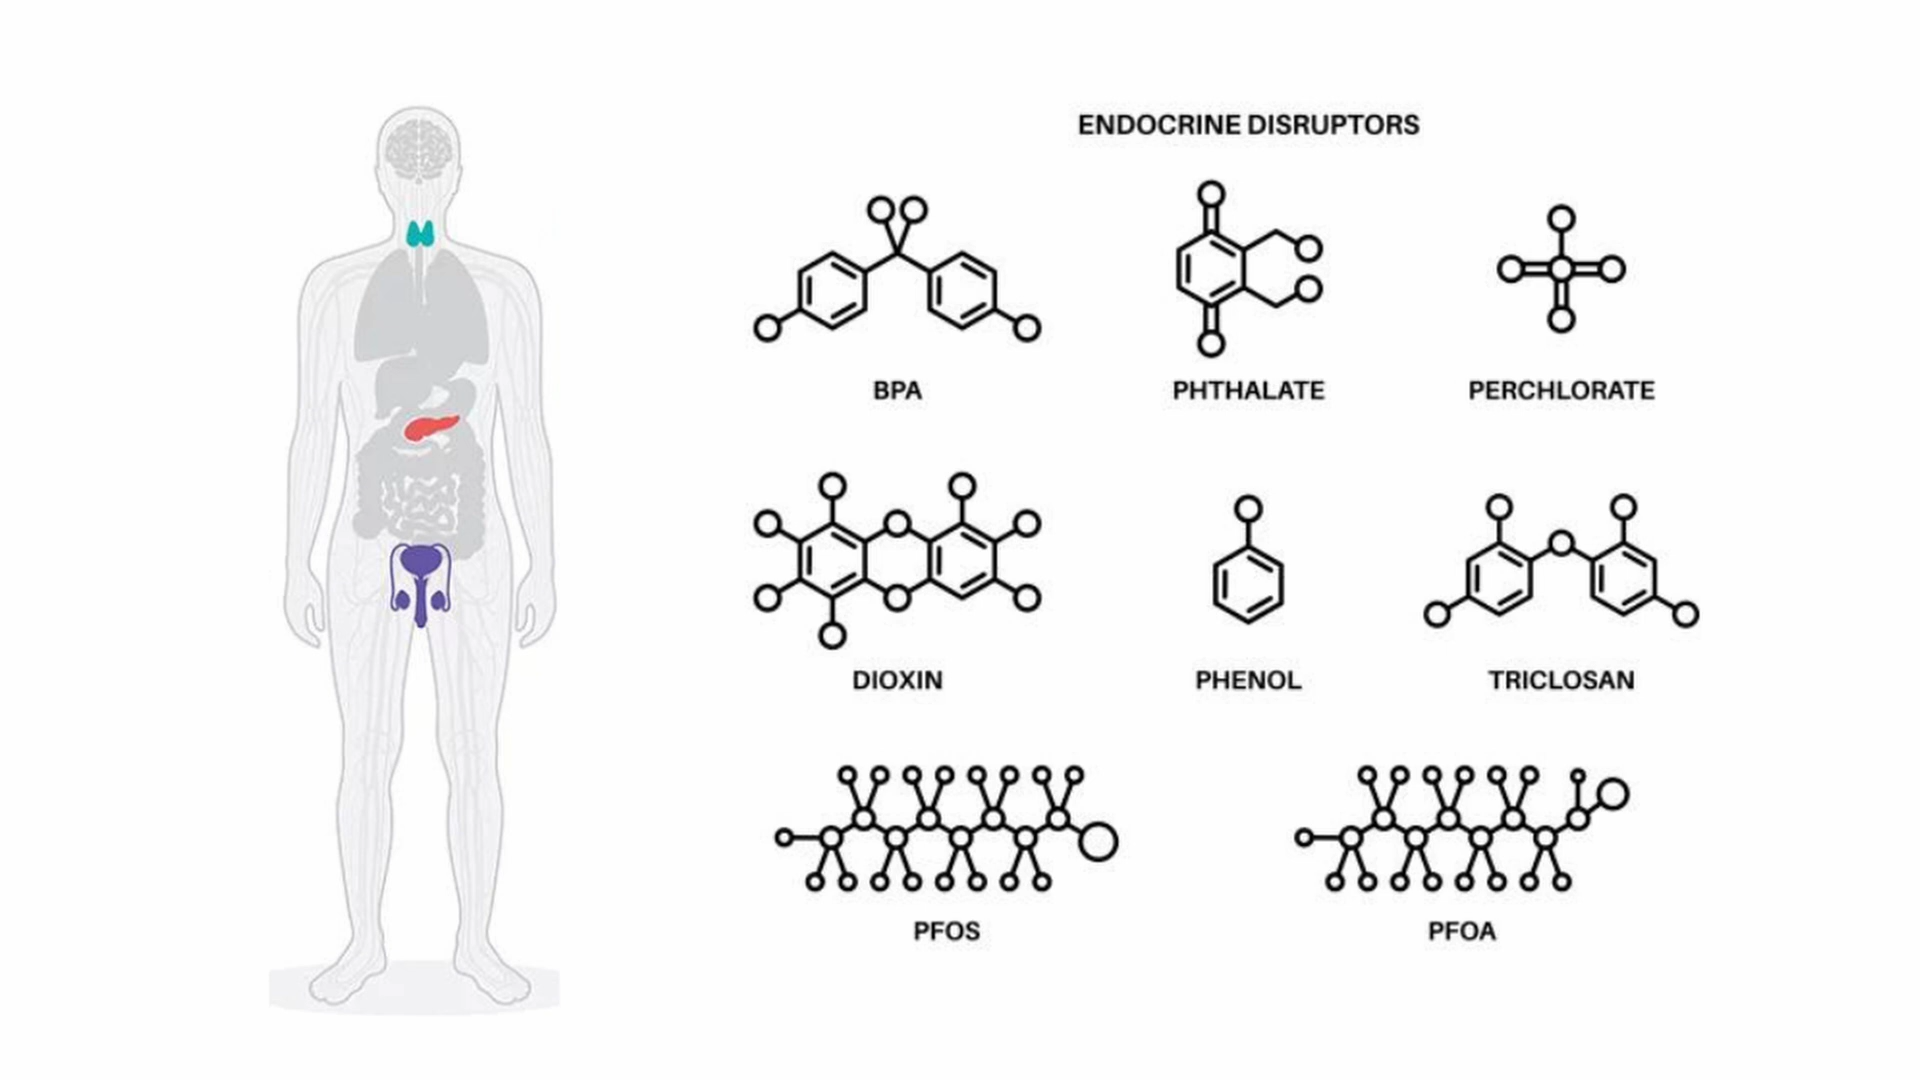 ENDOCRINE DISRUPTORS
BPA
PHTHALATE
PERCHLORATE
DIOXIN
PHENOL
TRICLOSAN
PFOS
PFOA